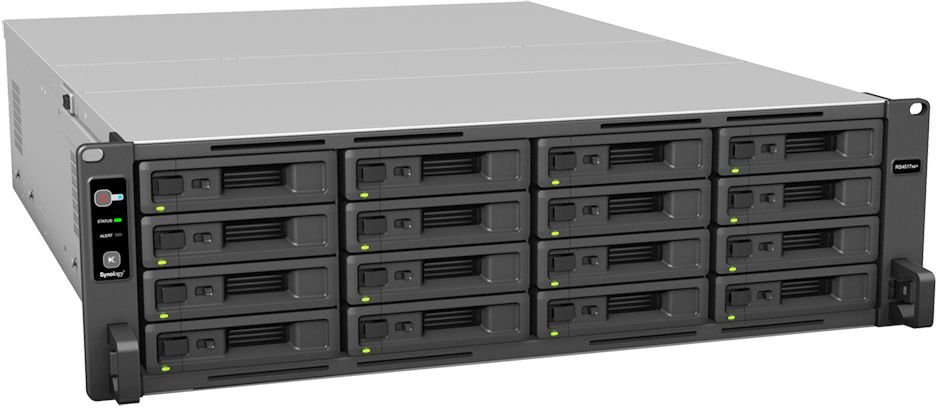 STATUS
ALERT
Synology
RS4017xs+